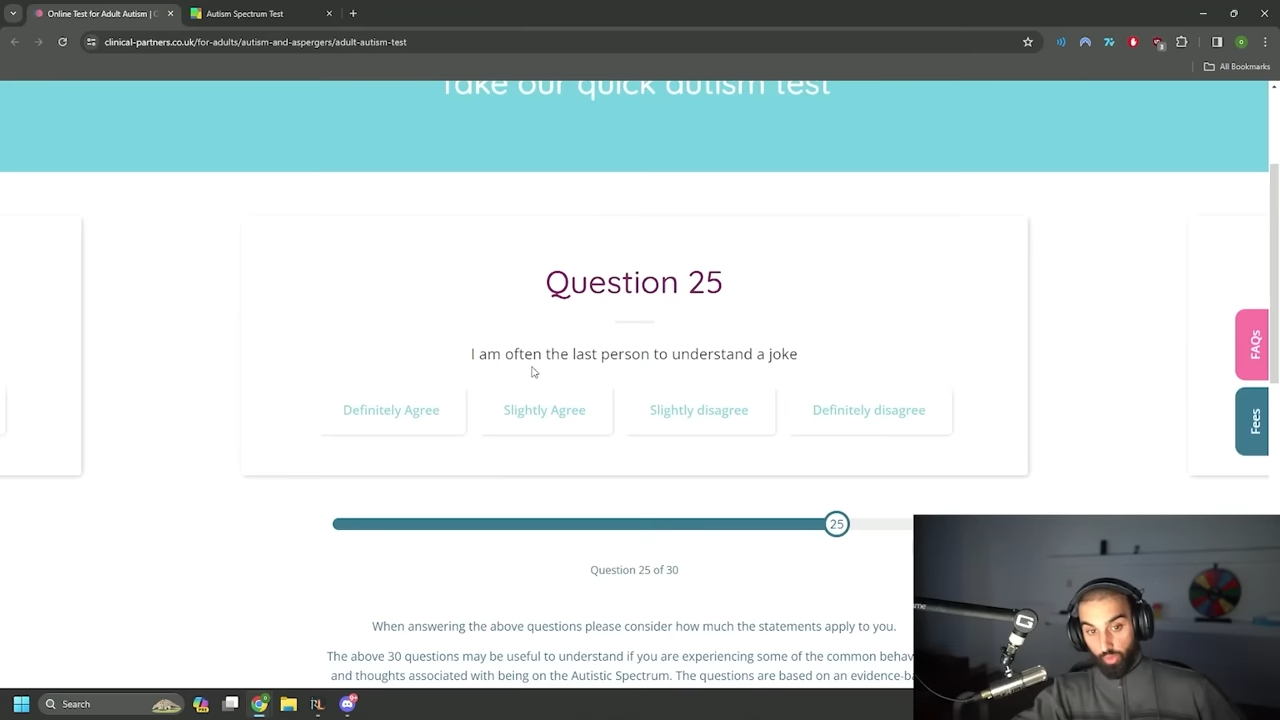 Online Test for Adult Autism | C
Autism Spectrum Test
clinical-partners.co.uk/for-adults/autism-and-aspergers/adult-autism-test
All Bookmarks
Take our quick autism test
Question 25
I am often the last person to understand a joke
Definitely Agree
Slightly Agree
Slightly disagree
Definitely disagree
FAQs
Fees
25
Question 25 of 30
When answering the above questions please consider how much the statements apply to you.
The above 30 questions may be useful to understand if you are experiencing some of the common behav
and thoughts associated with being on the Autistic Spectrum. The questions are based on an evidence-ba
Search